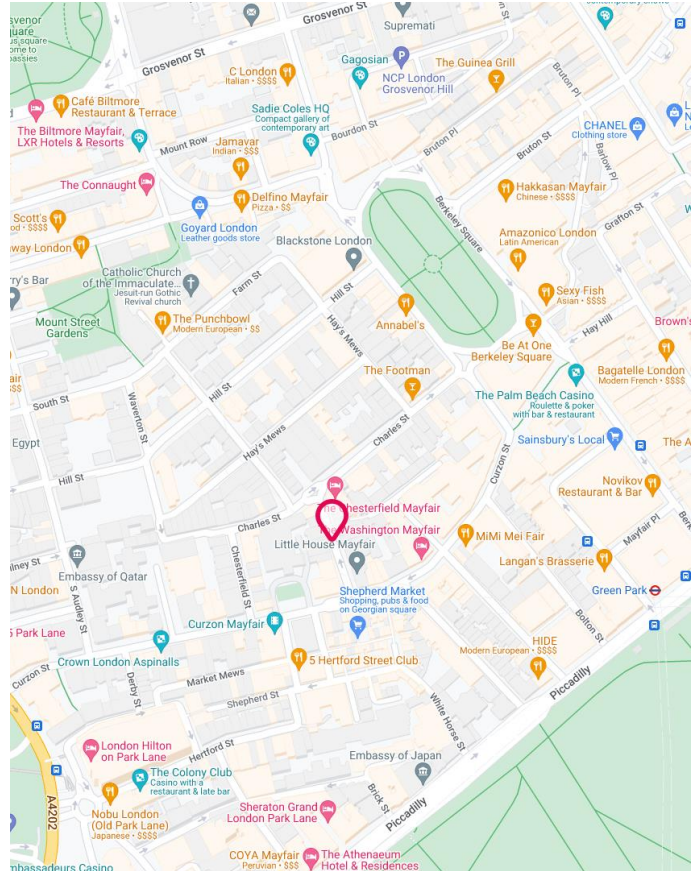 Supremati
Grosvenor St
Grosvenor St
Gagosian
The Guinea Grill
C London
Italian • $$$$
NCP London
Grosvenor Hill
Bruton Pl
Café Biltmore
Restaurant & Terrace
Sadie Coles HQ
Compact gallery of
contemporary art
Bourdon St
CHANEL
Clothing store
The Biltmore Mayfair,
LXR Hotels & Resorts
Mount Row
Jamavar
Indian • $$$
Bruton Pl
Bruton St
Barlow Pl
The Connaught
Delfino Mayfair
Pizza • $$
Berkeley Square
Hakkasan Mayfair
Chinese • $$$$
Grafton St
Scott's
Goyard London
Leather goods store
Blackstone London
Amazonico London
Latin American
Catholic Church
of the Immaculate...
Jesuit-run Gothic
Revival church
Farm St
Hill St
Sexy Fish
Asian • $$$$
Mount Street
Gardens
The Punchbowl
Modern European • $$
Hay's Mews
Annabel's
Hay Hill
Be At One
Berkeley Square
Bagatelle London
Modern French • $$$$
The Footman
Hill St
The Palm Beach Casino
Roulette & poker
with bar & restaurant
South St
Waverton St
Charles St
Egypt
Hay's Mews
Sainsbury's Local
Curzon St
Hill St
Novikov
Restaurant & Bar
The Chesterfield Mayfair
Charles St
The Washington Mayfair
MiMi Mei Fair
Mayfair Pl
Little House Mayfair
Langan's Brasserie
Embassy of Qatar
Chesterfield St
Shepherd Market
Shopping, pubs & food
on Georgian square
Green Park
S Audley St
Curzon Mayfair
Bolton St
5 Park Lane
HIDE
Modern European • $$$$
Crown London Aspinalls
5 Hertford Street Club
Curzon St
Market Mews
Piccadilly
Derby St
Shepherd St
White Horse St
Hertford St
London Hilton
on Park Lane
Embassy of Japan
The Colony Club
Casino with a
restaurant & late bar
Brick St
A4202
Nobu London
(Old Park Lane)
Japanese • $$$$
Sheraton Grand
London Park Lane
Piccadilly
COYA Mayfair
Peruvian • $$$
The Athenaeum
Hotel & Residences